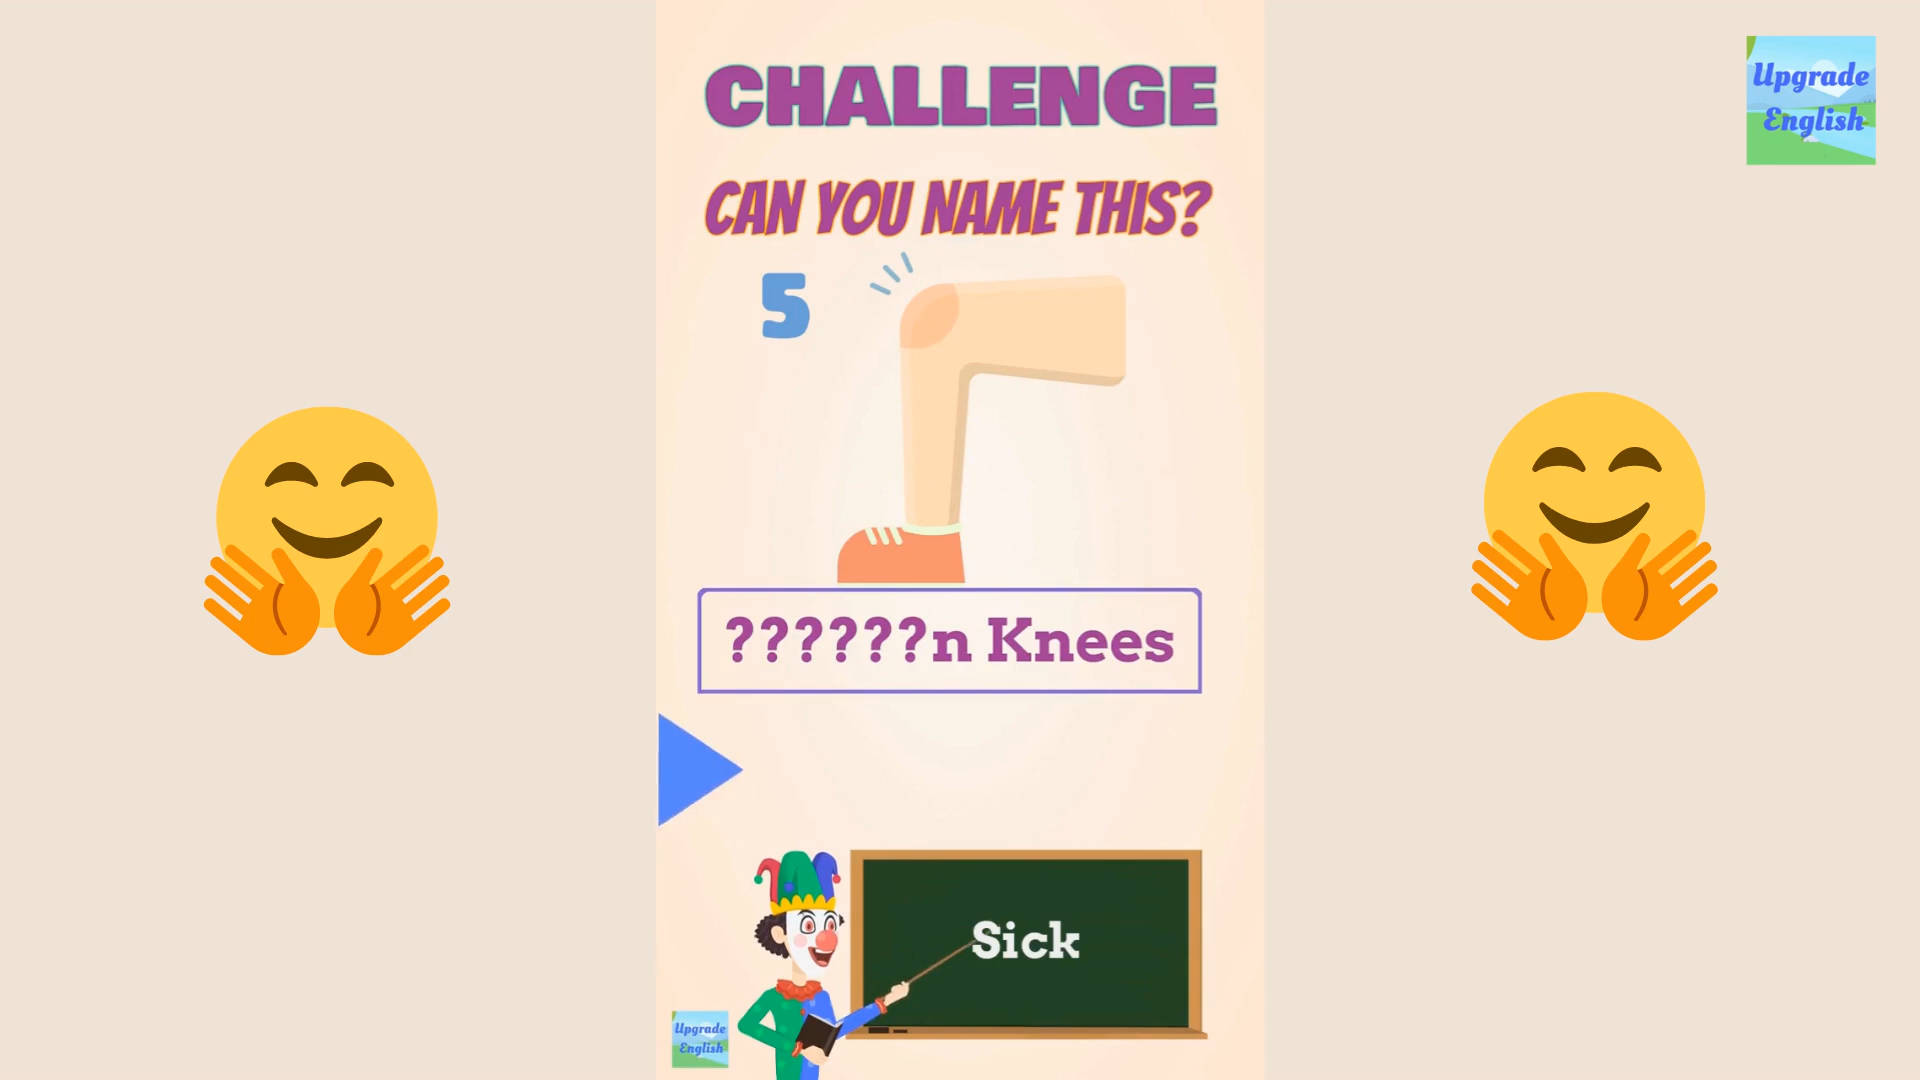 CHALLENGE
CAN YOU NAME THIS?
5
??????n Knees
Sick
Upgrade
English
Upgrade
English